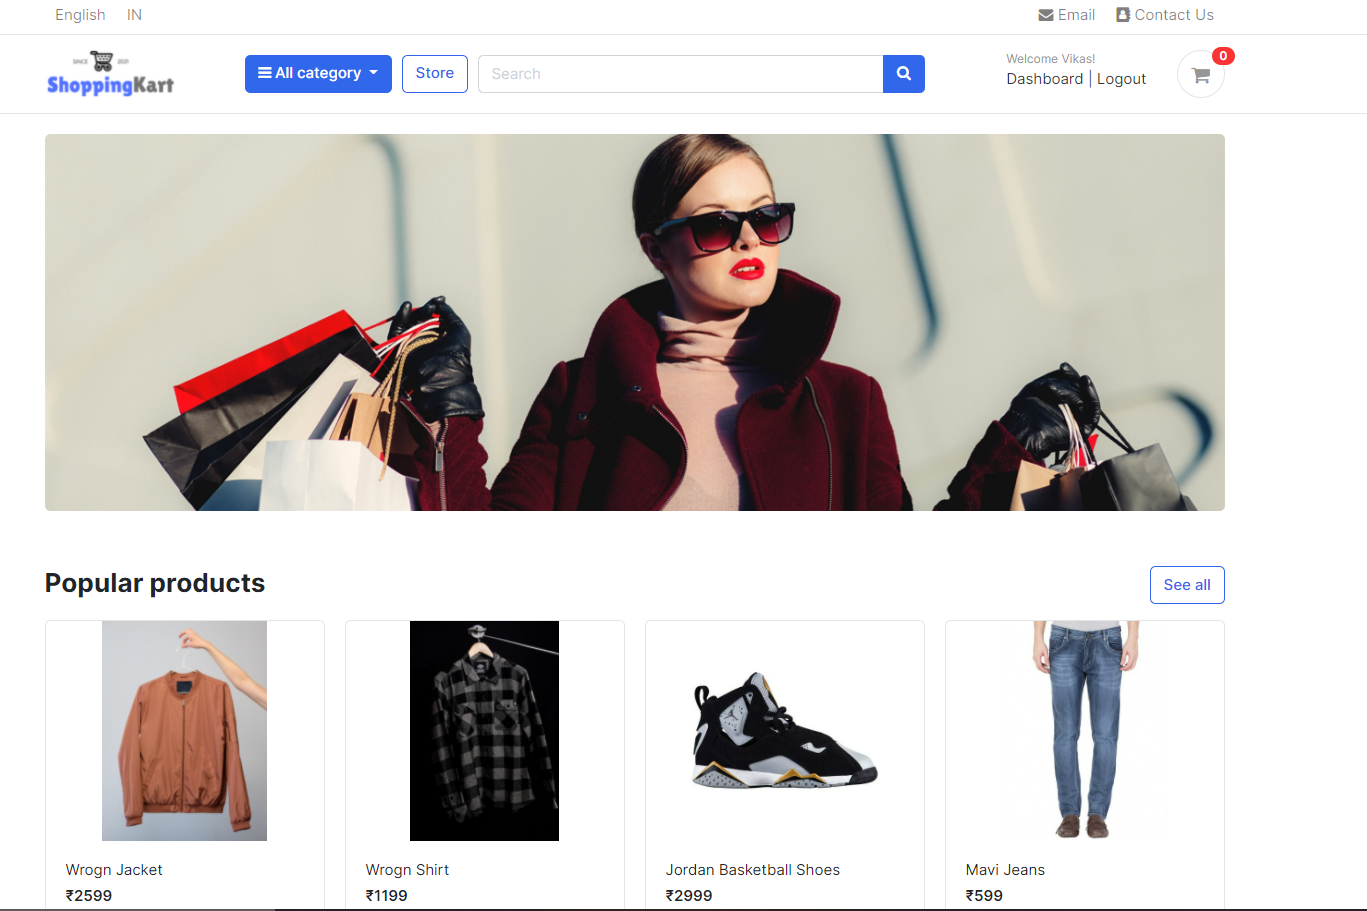 English IN Email Contact Us
SINCE 2021
ShoppingKart
All category Store Search
Welcome Vikas!
Dashboard | Logout
0
Popular products See all
Wrogn Jacket Wrogn Shirt Jordan Basketball Shoes Mavi Jeans
₹2599 ₹1199 ₹2999 ₹599